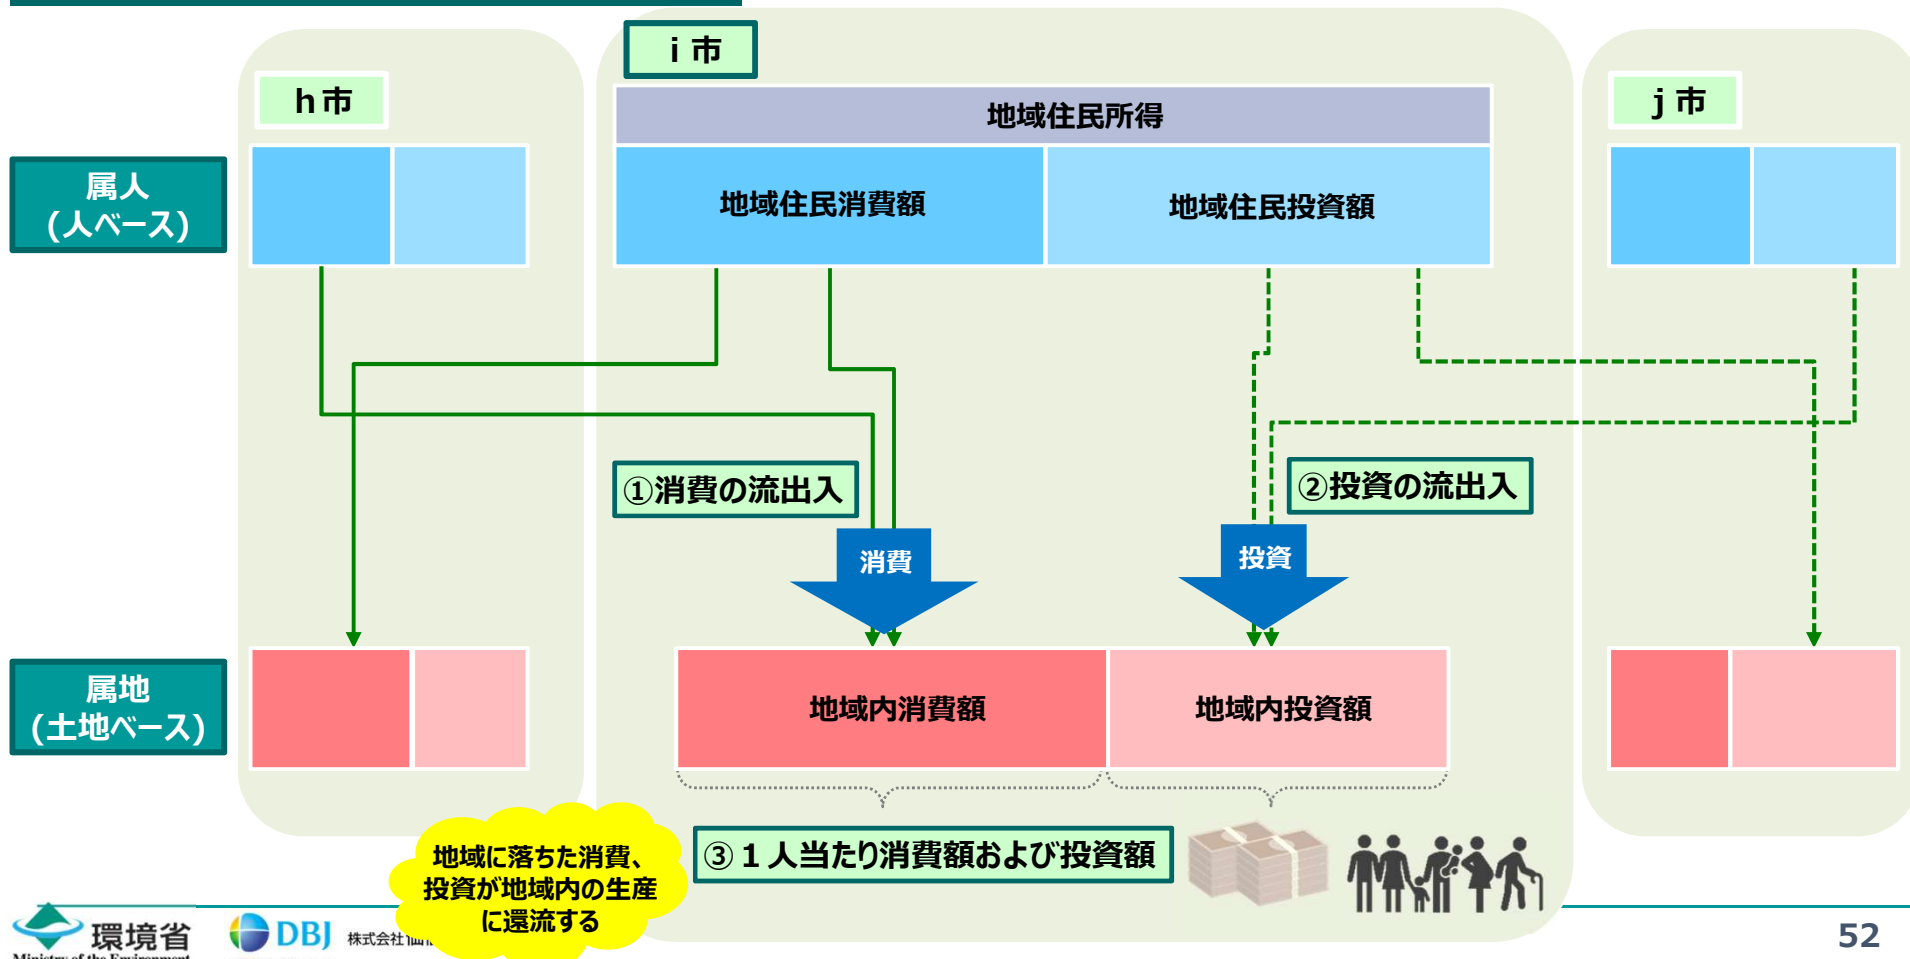 i 市
h市
j 市
地域住民所得
属人
(人ベース)
地域住民消費額
地域住民投資額
①消費の流出入
②投資の流出入
消費
投資
属地
(土地ベース)
地域内消費額
地域内投資額
③１人当たり消費額および投資額
地域に落ちた消費、
投資が地域内の生産
に還流する
環境省
Ministry of the Environment
DBJ
株式会社
52